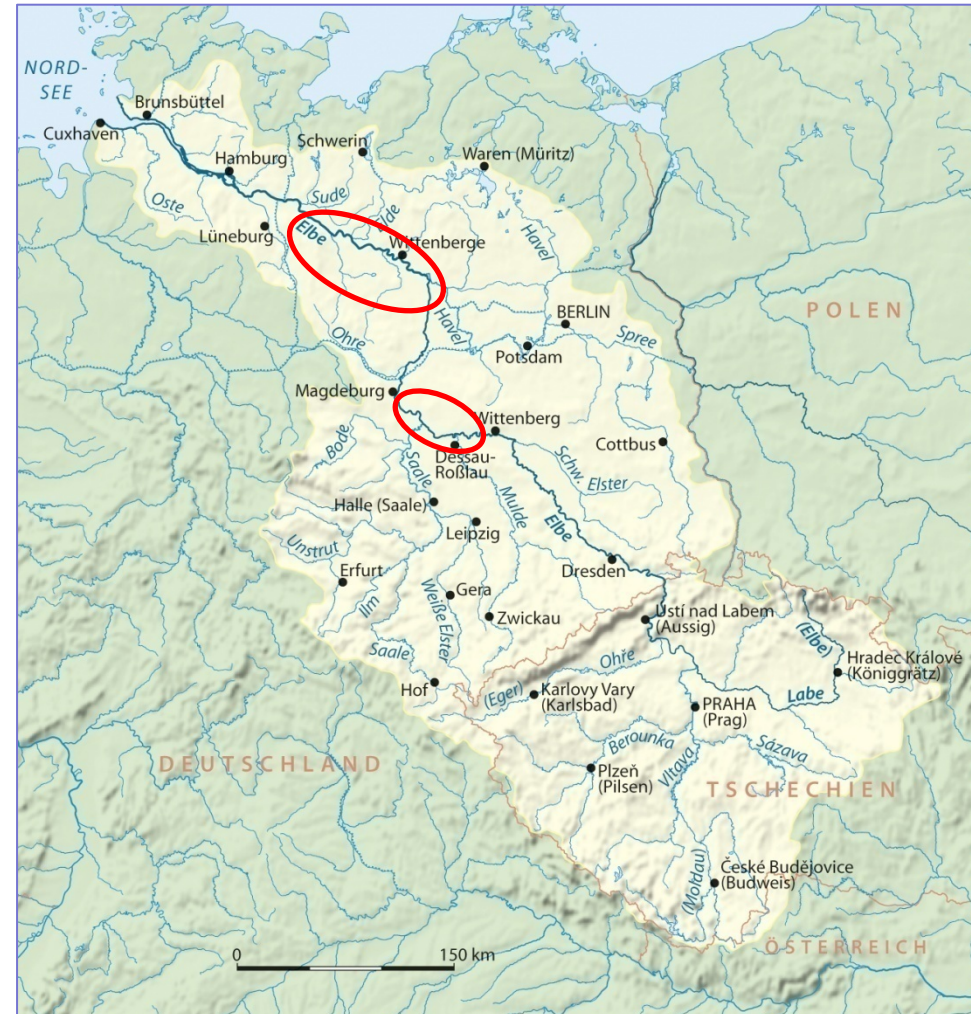 NORD-
SEE
Brunsbüttel
Cuxhaven
Schwerin
Waren (Müritz)
Hamburg
Sude
Oste
Elde
Lüneburg
Elbe
Wittenberge
Havel
POLEN
BERLIN
Havel
Ohre
Spree
Potsdam
Magdeburg
Wittenberg
Bode
Cottbus
Dessau-
Roßlau
Saale
Schw. Elster
Mulde
Halle (Saale)
Elbe
Leipzig
Unstrut
Erfurt
Dresden
Ilm
Gera
Weiße Elster
Zwickau
Ústí nad Labem
(Aussig)
(Elbe)
Saale
Ohře
Hradec Králové
(Königgrätz)
Hof
(Eger)
Karlovy Vary
(Karlsbad)
Labe
PRAHA
(Prag)
Berounka
Sázava
DEUTSCHLAND
Vltava
Plzeň
(Pilsen)
TSCHECHIEN
České Budějovice
(Budweis)
(Moldau)
ÖSTERREICH
0
150 km